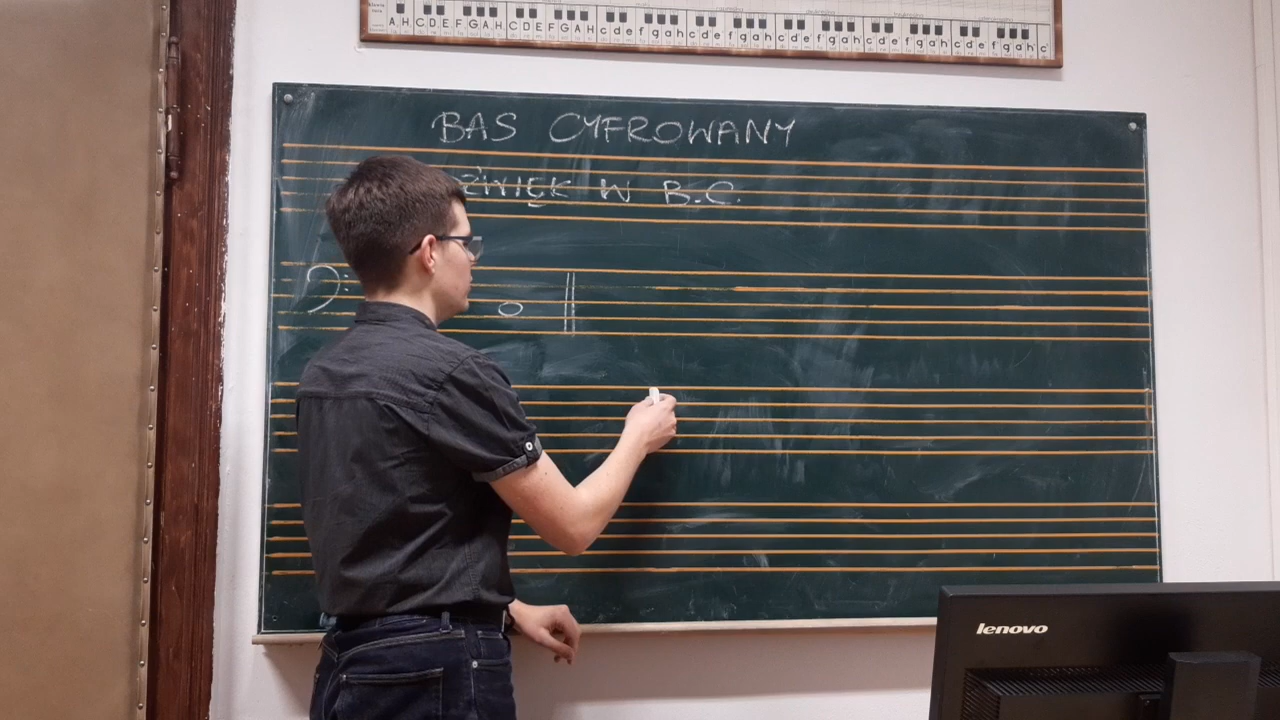 A H C D E F G A H C D E F G A H c d e f g a h c d e f g a h c d e f g a h c d e f g a h c
BAS CYFROWANY
W B.C.
lenovo